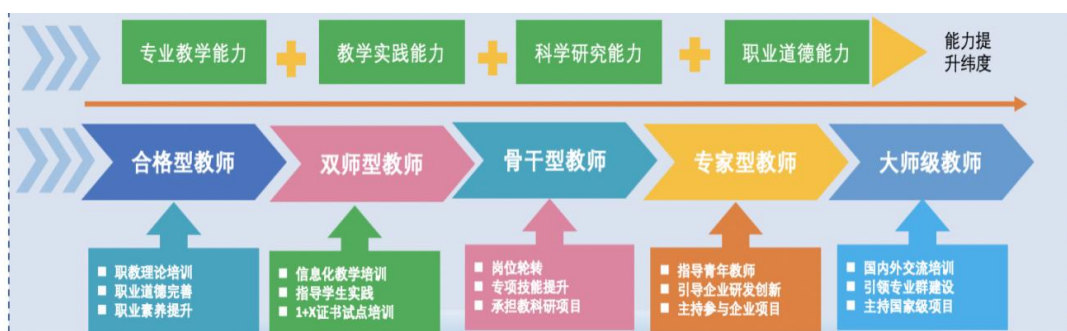 专业教学能力
教学实践能力
科学研究能力
职业道德能力
能力提
升纬度
合格型教师
双师型教师
骨干型教师
专家型教师
大师级教师
职教理论培训
职业道德完善
职业素养提升
信息化教学培训
指导学生实践
1+X证书试点培训
岗位轮转
专项技能提升
承担教科研项目
指导青年教师
引导企业研发创新
主持参与企业项目
国内外交流培训
引领专业群建设
主持国家级项目